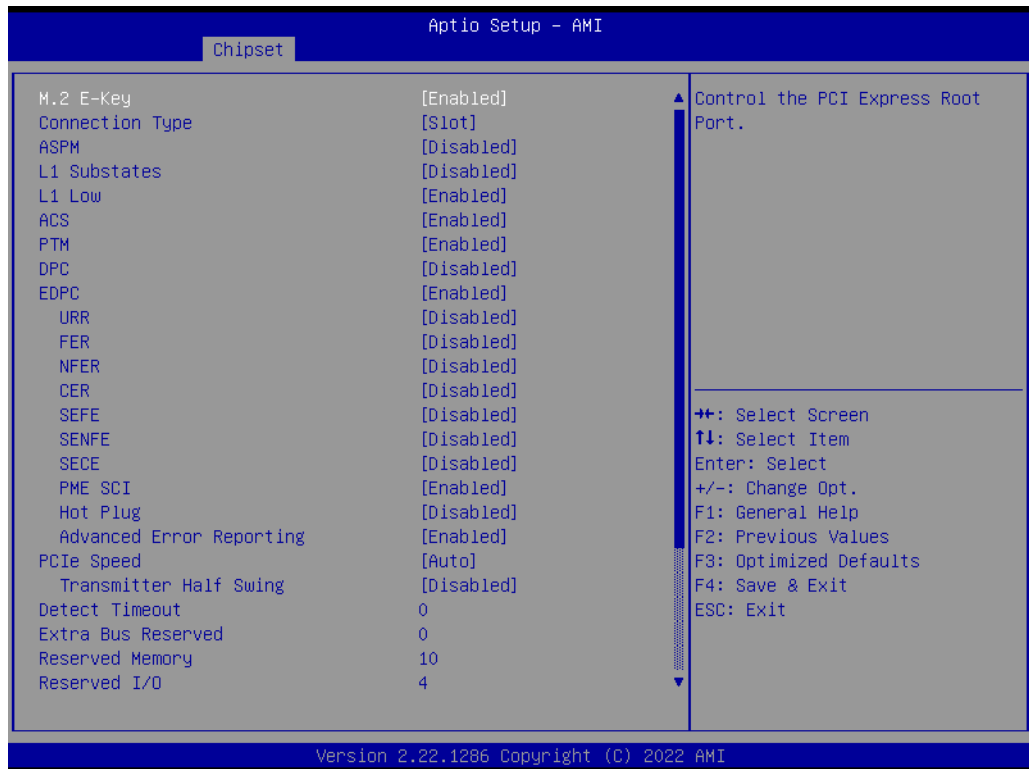 Aptio Setup – AMI
Chipset
M.2 E-Key [Enabled]
Connection Type [Slot]
ASPM [Disabled]
L1 Substates [Disabled]
L1 Low [Enabled]
ACS [Enabled]
PTM [Enabled]
DPC [Disabled]
EDPC [Enabled]
URR [Disabled]
FER [Disabled]
NFER [Disabled]
CER [Disabled]
SEFE [Disabled]
SENFE [Disabled]
SECE [Disabled]
PME SCI [Enabled]
Hot Plug [Disabled]
Advanced Error Reporting [Enabled]
PCIe Speed [Auto]
Transmitter Half Swing [Disabled]
Detect Timeout 0
Extra Bus Reserved 0
Reserved Memory 10
Reserved I/O 4
Control the PCI Express Root
Port.
→←: Select Screen
↑↓: Select Item
Enter: Select
+/-: Change Opt.
F1: General Help
F2: Previous Values
F3: Optimized Defaults
F4: Save & Exit
ESC: Exit
Version 2.22.1286 Copyright (C) 2022 AMI